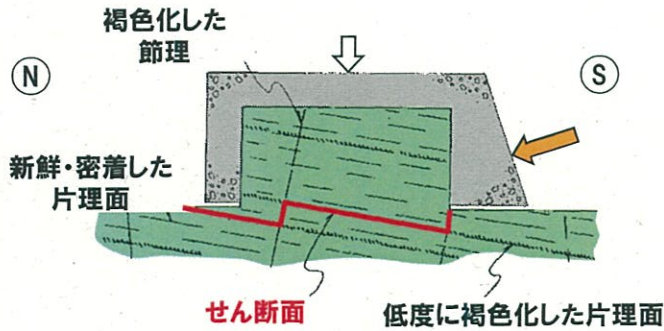 褐色化した
節理
N
S
新鮮・密着した
片理面
せん断面
低度に褐色化した片理面